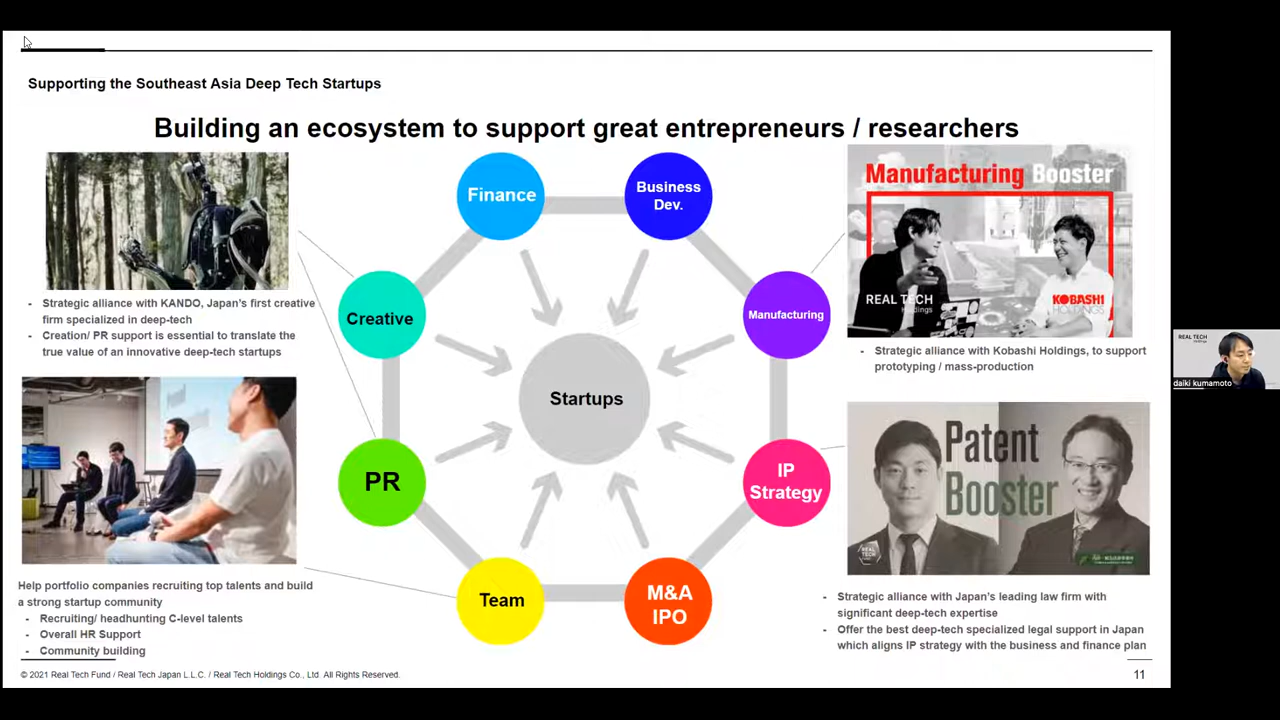 Supporting the Southeast Asia Deep Tech Startups
Building an ecosystem to support great entrepreneurs / researchers
- Strategic alliance with KANDO, Japan's first creative
firm specialized in deep-tech
- Creation/ PR support is essential to translate the
true value of an innovative deep-tech startups
Help portfolio companies recruiting top talents and build
a strong startup community
- Recruiting/ headhunting C-level talents
- Overall HR Support
- Community building
Finance
Business
Dev.
Creative
Manufacturing
Startups
PR
IP
Strategy
Team
M&A
IPO
Manufacturing Booster
REAL TECH
Holdings
KOBASHI
HOLDINGS
- Strategic alliance with Kobashi Holdings, to support
prototyping / mass-production
Patent
Booster
REAL
TECH
- Strategic alliance with Japan's leading law firm with
significant deep-tech expertise
- Offer the best deep-tech specialized legal support in Japan
which aligns IP strategy with the business and finance plan
© 2021 Real Tech Fund / Real Tech Japan L.L.C. / Real Tech Holdings Co., Ltd All Rights Reserved.
11
REAL TECH
Holdings
daiki kumamoto